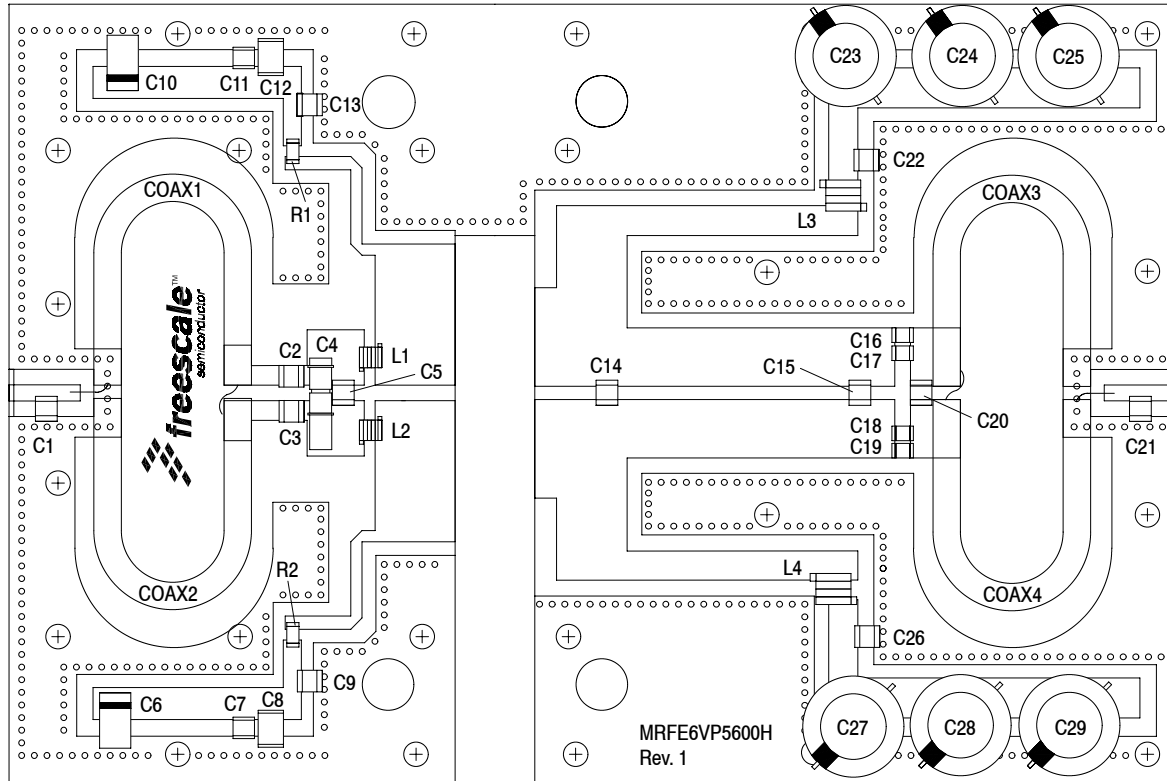 C23
C24
C25
C10
C11
C12
C13
C22
COAX1
R1
L3
COAX3
freescale™
semiconductor
C2
C4
L1
C5
C14
C15
C16
C17
C1
C3
L2
C18
C19
C20
C21
R2
L4
COAX2
COAX4
C26
C9
C6
C7
C8
C27
C28
C29
MRFE6VP5600H
Rev. 1